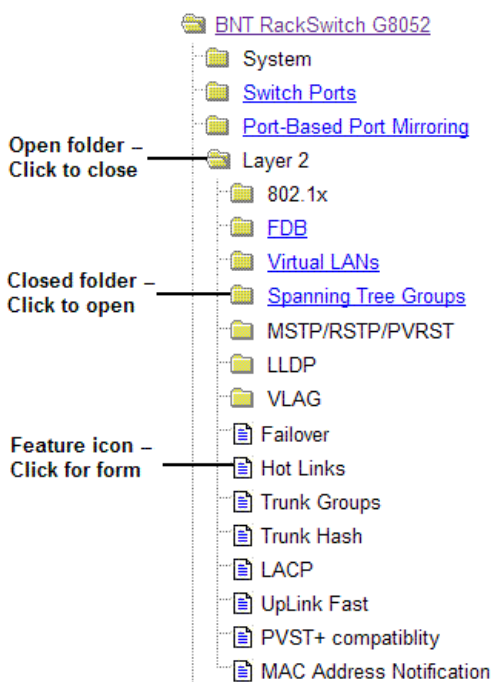 BNT RackSwitch G8052
System
Switch Ports
Port-Based Port Mirroring
Open folder –
Click to close
Layer 2
802.1x
FDB
Virtual LANs
Closed folder –
Click to open
Spanning Tree Groups
MSTP/RSTP/PVRST
LLDP
VLAG
Failover
Feature icon –
Click for form
Hot Links
Trunk Groups
Trunk Hash
LACP
UpLink Fast
PVST+ compatiblity
MAC Address Notification